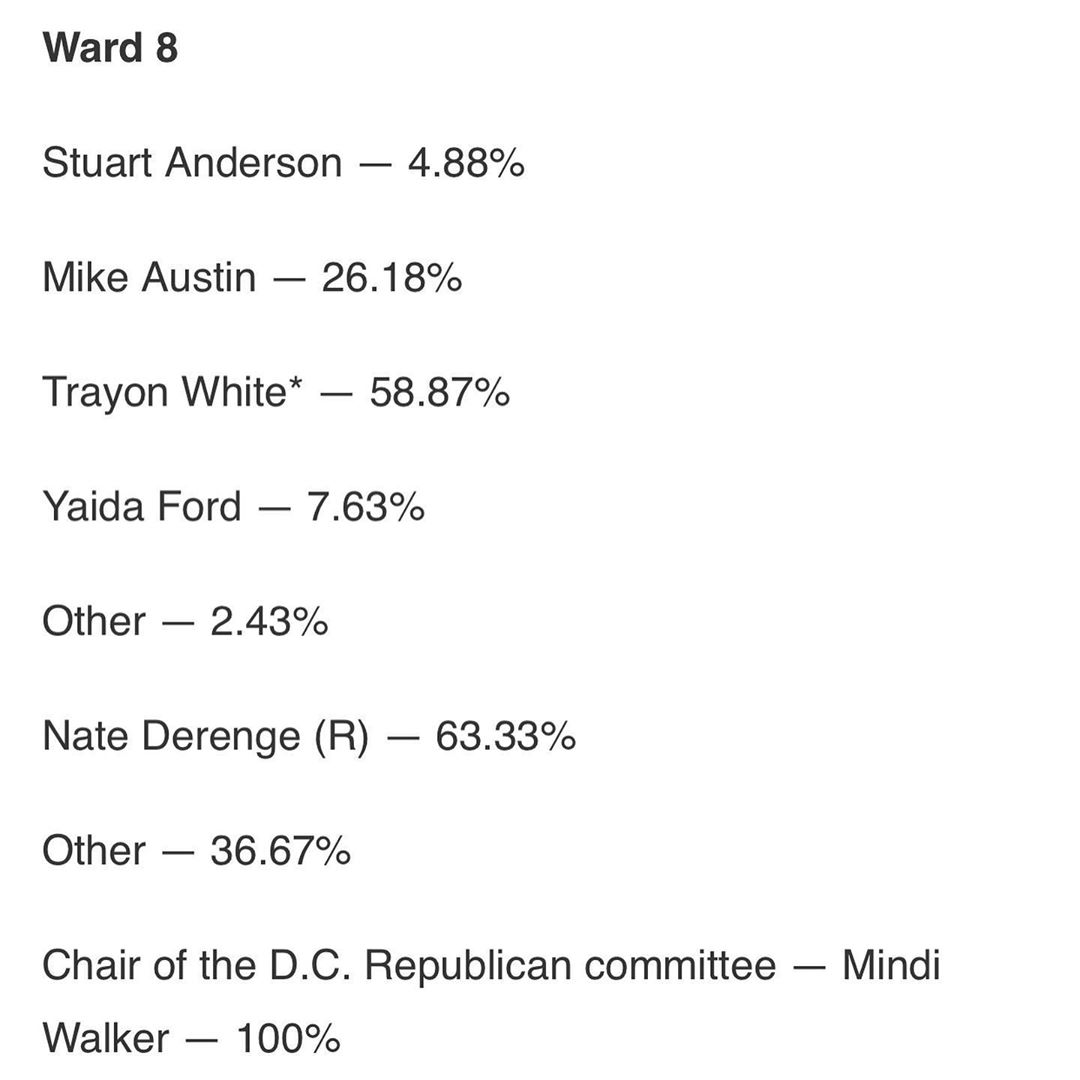 Ward 8
Stuart Anderson — 4.88%
Mike Austin — 26.18%
Trayon White* — 58.87%
Yaida Ford — 7.63%
Other — 2.43%
Nate Derenge (R) — 63.33%
Other — 36.67%
Chair of the D.C. Republican committee — Mindi
Walker — 100%